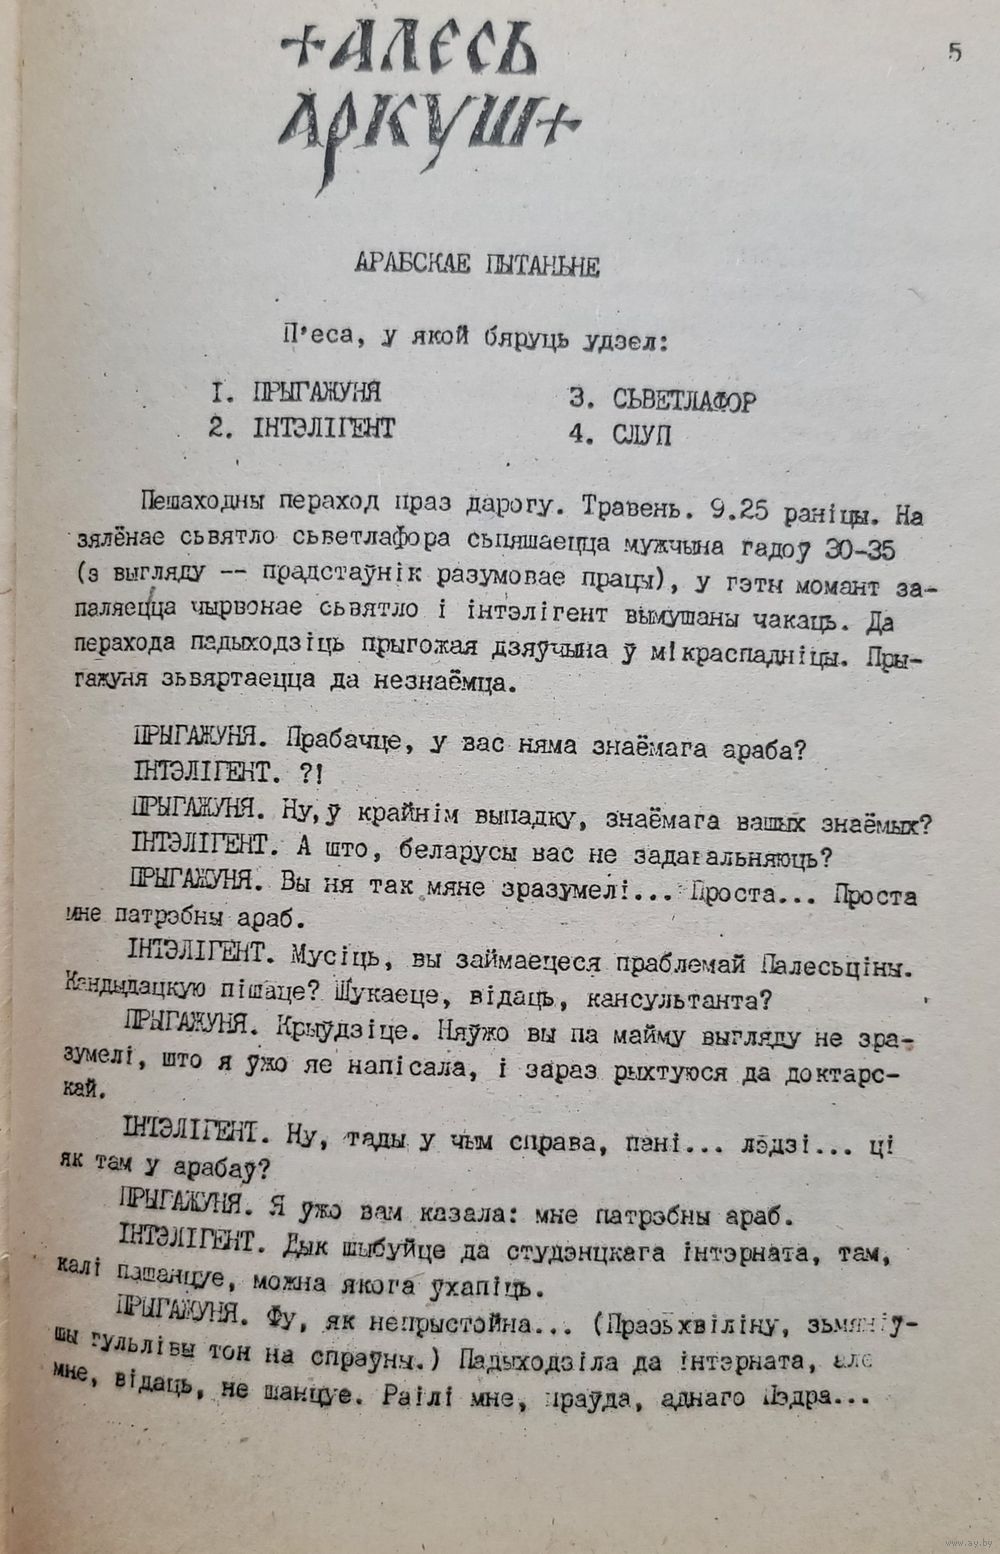 +АЛЕСЬ
5
АРКУШ+
АРАБСКАЕ ПЫТАНЬНЕ
П'еса, у якой бяруць удзел:
1. ПРЫГАЖУНЯ 3. СЬВЕТЛАФОР
2. ІНТЭЛІГЕНТ 4. СЛУП
Пешаходны пераход праз дарогу. Травень. 9.25 раніцы. На
зялёнае сьвятло сьветлафора сьпяшаецца мужчына гадоў 30-35
(з выгляду -- прадстаўнік разумовае працы), у гэты момант за-
паляецца чырвонае сьвятло і інтэлігент вымушаны чакаць. Да
перахода падыходзіць прыгожая дзяўчына ў мікраспадніцы. Пры-
гажуня зьвяртаецца да незнаёмца.
ПРЫГАЖУНЯ. Прабачце, у вас няма знаёмага араба?
ІНТЭЛІГЕНТ. ?!
ПРЫГАЖУНЯ. Ну, ў крайнім выпадку, знаёмага вашых знаёмых?
ІНТЭЛІГЕНТ. А што, беларусы вас не задавальняюць?
ПРЫГАЖУНЯ. Вы ня так мяне зразумелі... Проста... Проста
мне патрэбны араб.
ІНТЭЛІГЕНТ. Мусіць, вы займаецеся праблемай Палесьціны.
Кандыдацкую пішаце? Шукаеце, відаць, кансультанта?
ПРЫГАЖУНЯ. Крыўдзіце. Няўжо вы па майму выгляду не зра-
зумелі, што я ўжо яе напісала, і зараз рыхтуюся да доктарс-
кай.
ІНТЭЛІГЕНТ. Ну, тады у чым справа, пані... лэдзі... ці
як там у арабаў?
ПРЫГАЖУНЯ. Я ўжо вам казала: мне патрэбны араб.
ІНТЭЛІГЕНТ. Дык шыбуйце да студэнцкага інтэрната, там,
калі пашанцуе, можна якога ўхапіць.
ПРЫГАЖУНЯ. Фу, як непрыстойна... (Празь хвіліну, зьмяніў-
шы гульлівы тон на спраўны.) Падыходзіла да інтэрната, але
мне, відаць, не шанцуе. Раілі мне, праўда, аднаго Пэдра...
www.ay.by